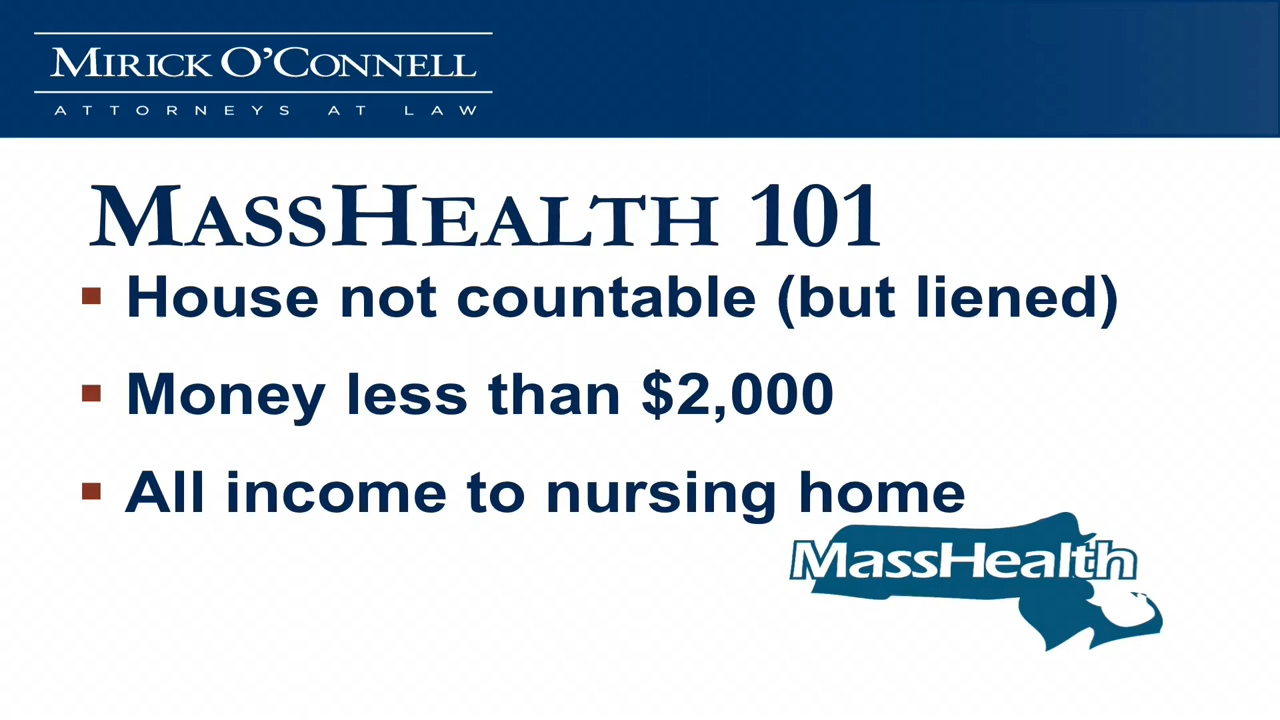 MIRICK O'CONNELL
ATTORNEYS AT LAW
MASSHEALTH 101
▪ House not countable (but liened)
▪ Money less than $2,000
▪ All income to nursing home
MassHealth